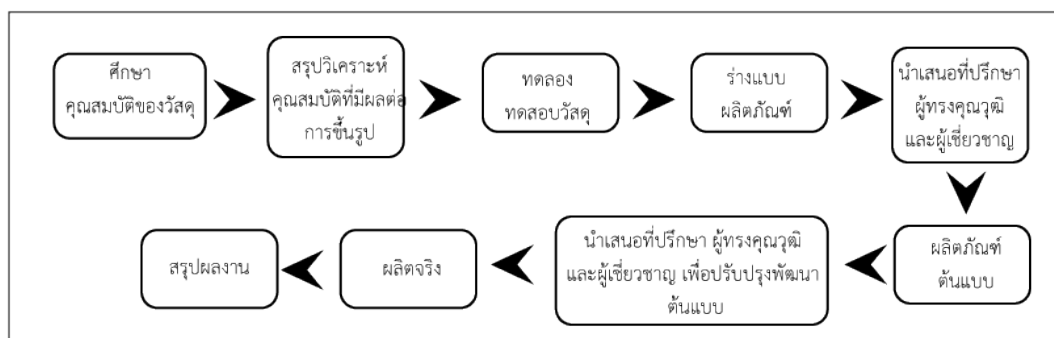 ศึกษา
คุณสมบัติของวัสดุ
สรุปวิเคราะห์
คุณสมบัติที่มีผลต่อ
การขึ้นรูป
ทดลอง
ทดสอบวัสดุ
ร่างแบบ
ผลิตภัณฑ์
นำเสนอที่ปรึกษา
ผู้ทรงคุณวุฒิ
และผู้เชี่ยวชาญ
ผลิตภัณฑ์
ต้นแบบ
นำเสนอที่ปรึกษา ผู้ทรงคุณวุฒิ
และผู้เชี่ยวชาญ เพื่อปรับปรุงพัฒนา
ต้นแบบ
ผลิตจริง
สรุปผลงาน